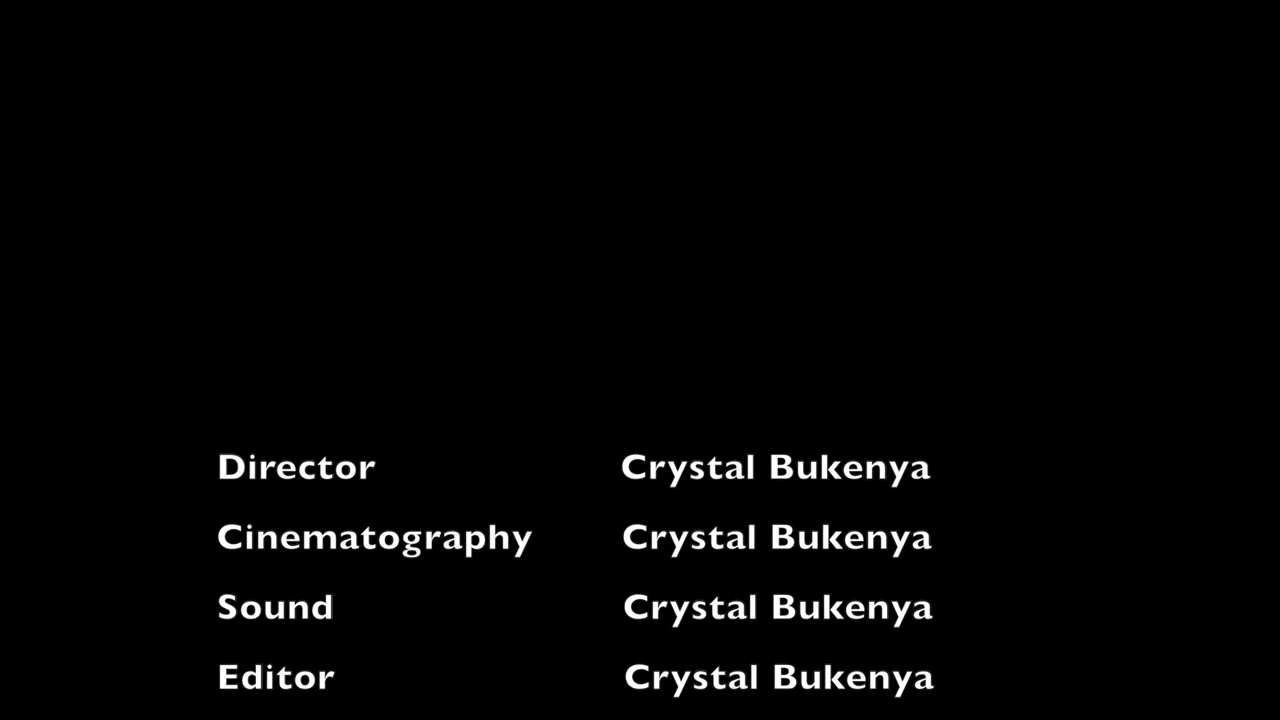 Director Crystal Bukenya
Cinematography Crystal Bukenya
Sound Crystal Bukenya
Editor Crystal Bukenya